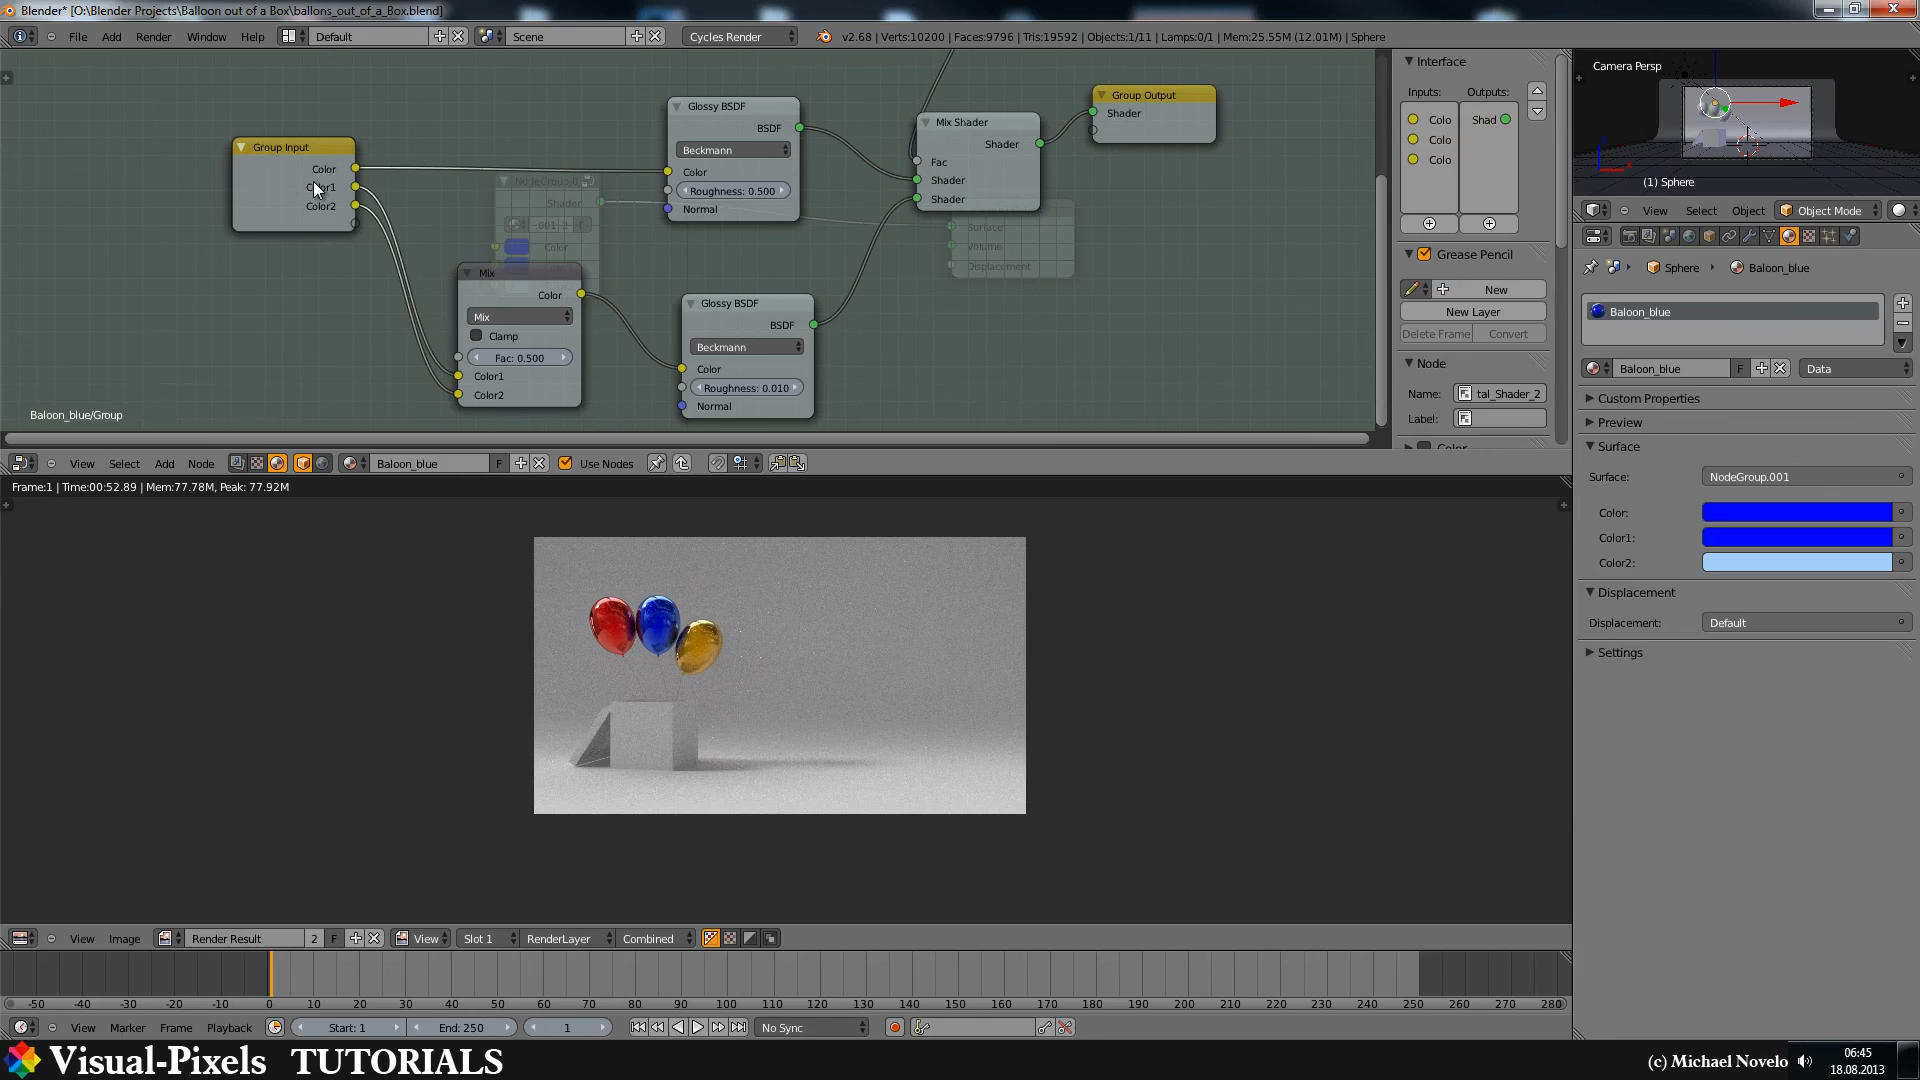 Blender* [O:\Blender Projects\Balloon out of a Box\ballons_out_of_a_Box.blend]
File Add Render Window Help Default Scene Cycles Render v2.68 | Verts:10200 | Faces:9796 | Tris:19592 | Objects:1/11 | Lamps:0/1 | Mem:25.55M (12.01M) | Sphere
Group Input
Color
Color1
Color2
Glossy BSDF
BSDF
Beckmann
Color
Roughness: 0.500
Normal
Mix Shader
Shader
Fac
Shader
Shader
Group Output
Shader
Shader
Color
Surface
Volume
Displacement
Mix
Color
Mix
Clamp
Fac: 0.500
Color1
Color2
Glossy BSDF
BSDF
Beckmann
Color
Roughness: 0.010
Normal
Baloon_blue/Group
Interface
Inputs: Outputs:
Colo Shad
Colo
Colo
Grease Pencil
New
New Layer
Delete Frame Convert
Node
Name: tal_Shader_2
Label:
Camera Persp
(1) Sphere
View Select Object Object Mode
Sphere Baloon_blue
Baloon_blue
Baloon_blue F Data
Custom Properties
Preview
Surface
Surface: NodeGroup.001
Color:
Color1:
Color2:
Displacement
Displacement: Default
Settings
View Select Add Node Baloon_blue F Use Nodes
Frame:1 | Time:00:52.89 | Mem:77.78M, Peak: 77.92M
View Image Render Result 2 F View Slot 1 RenderLayer Combined
-50 -40 -30 -20 -10 0 10 20 30 40 50 60 70 80 90 100 110 120 130 140 150 160 170 180 190 200 210 220 230 240 250 260 270 280
View Marker Frame Playback Start: 1 End: 250 1 No Sync
Visual-Pixels TUTORIALS
(c) Michael Novelo
06:45
18.08.2013